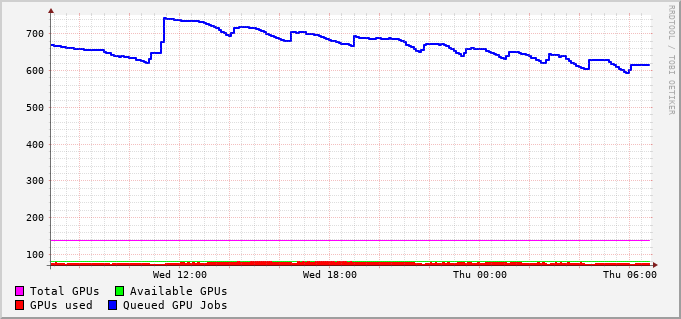 700
600
500
400
300
200
100
Wed 12:00 Wed 18:00 Thu 00:00 Thu 06:00
Total GPUs Available GPUs
GPUs used Queued GPU Jobs
RRDTOOL / TOBI OETIKER